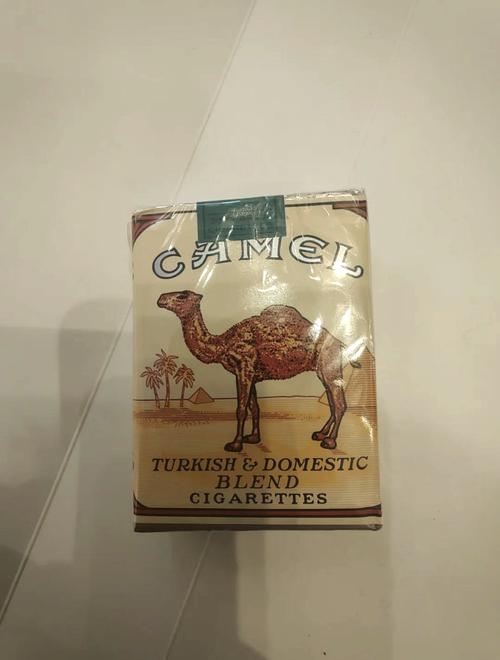 CAMEL
TURKISH & DOMESTIC
BLEND
CIGARETTES